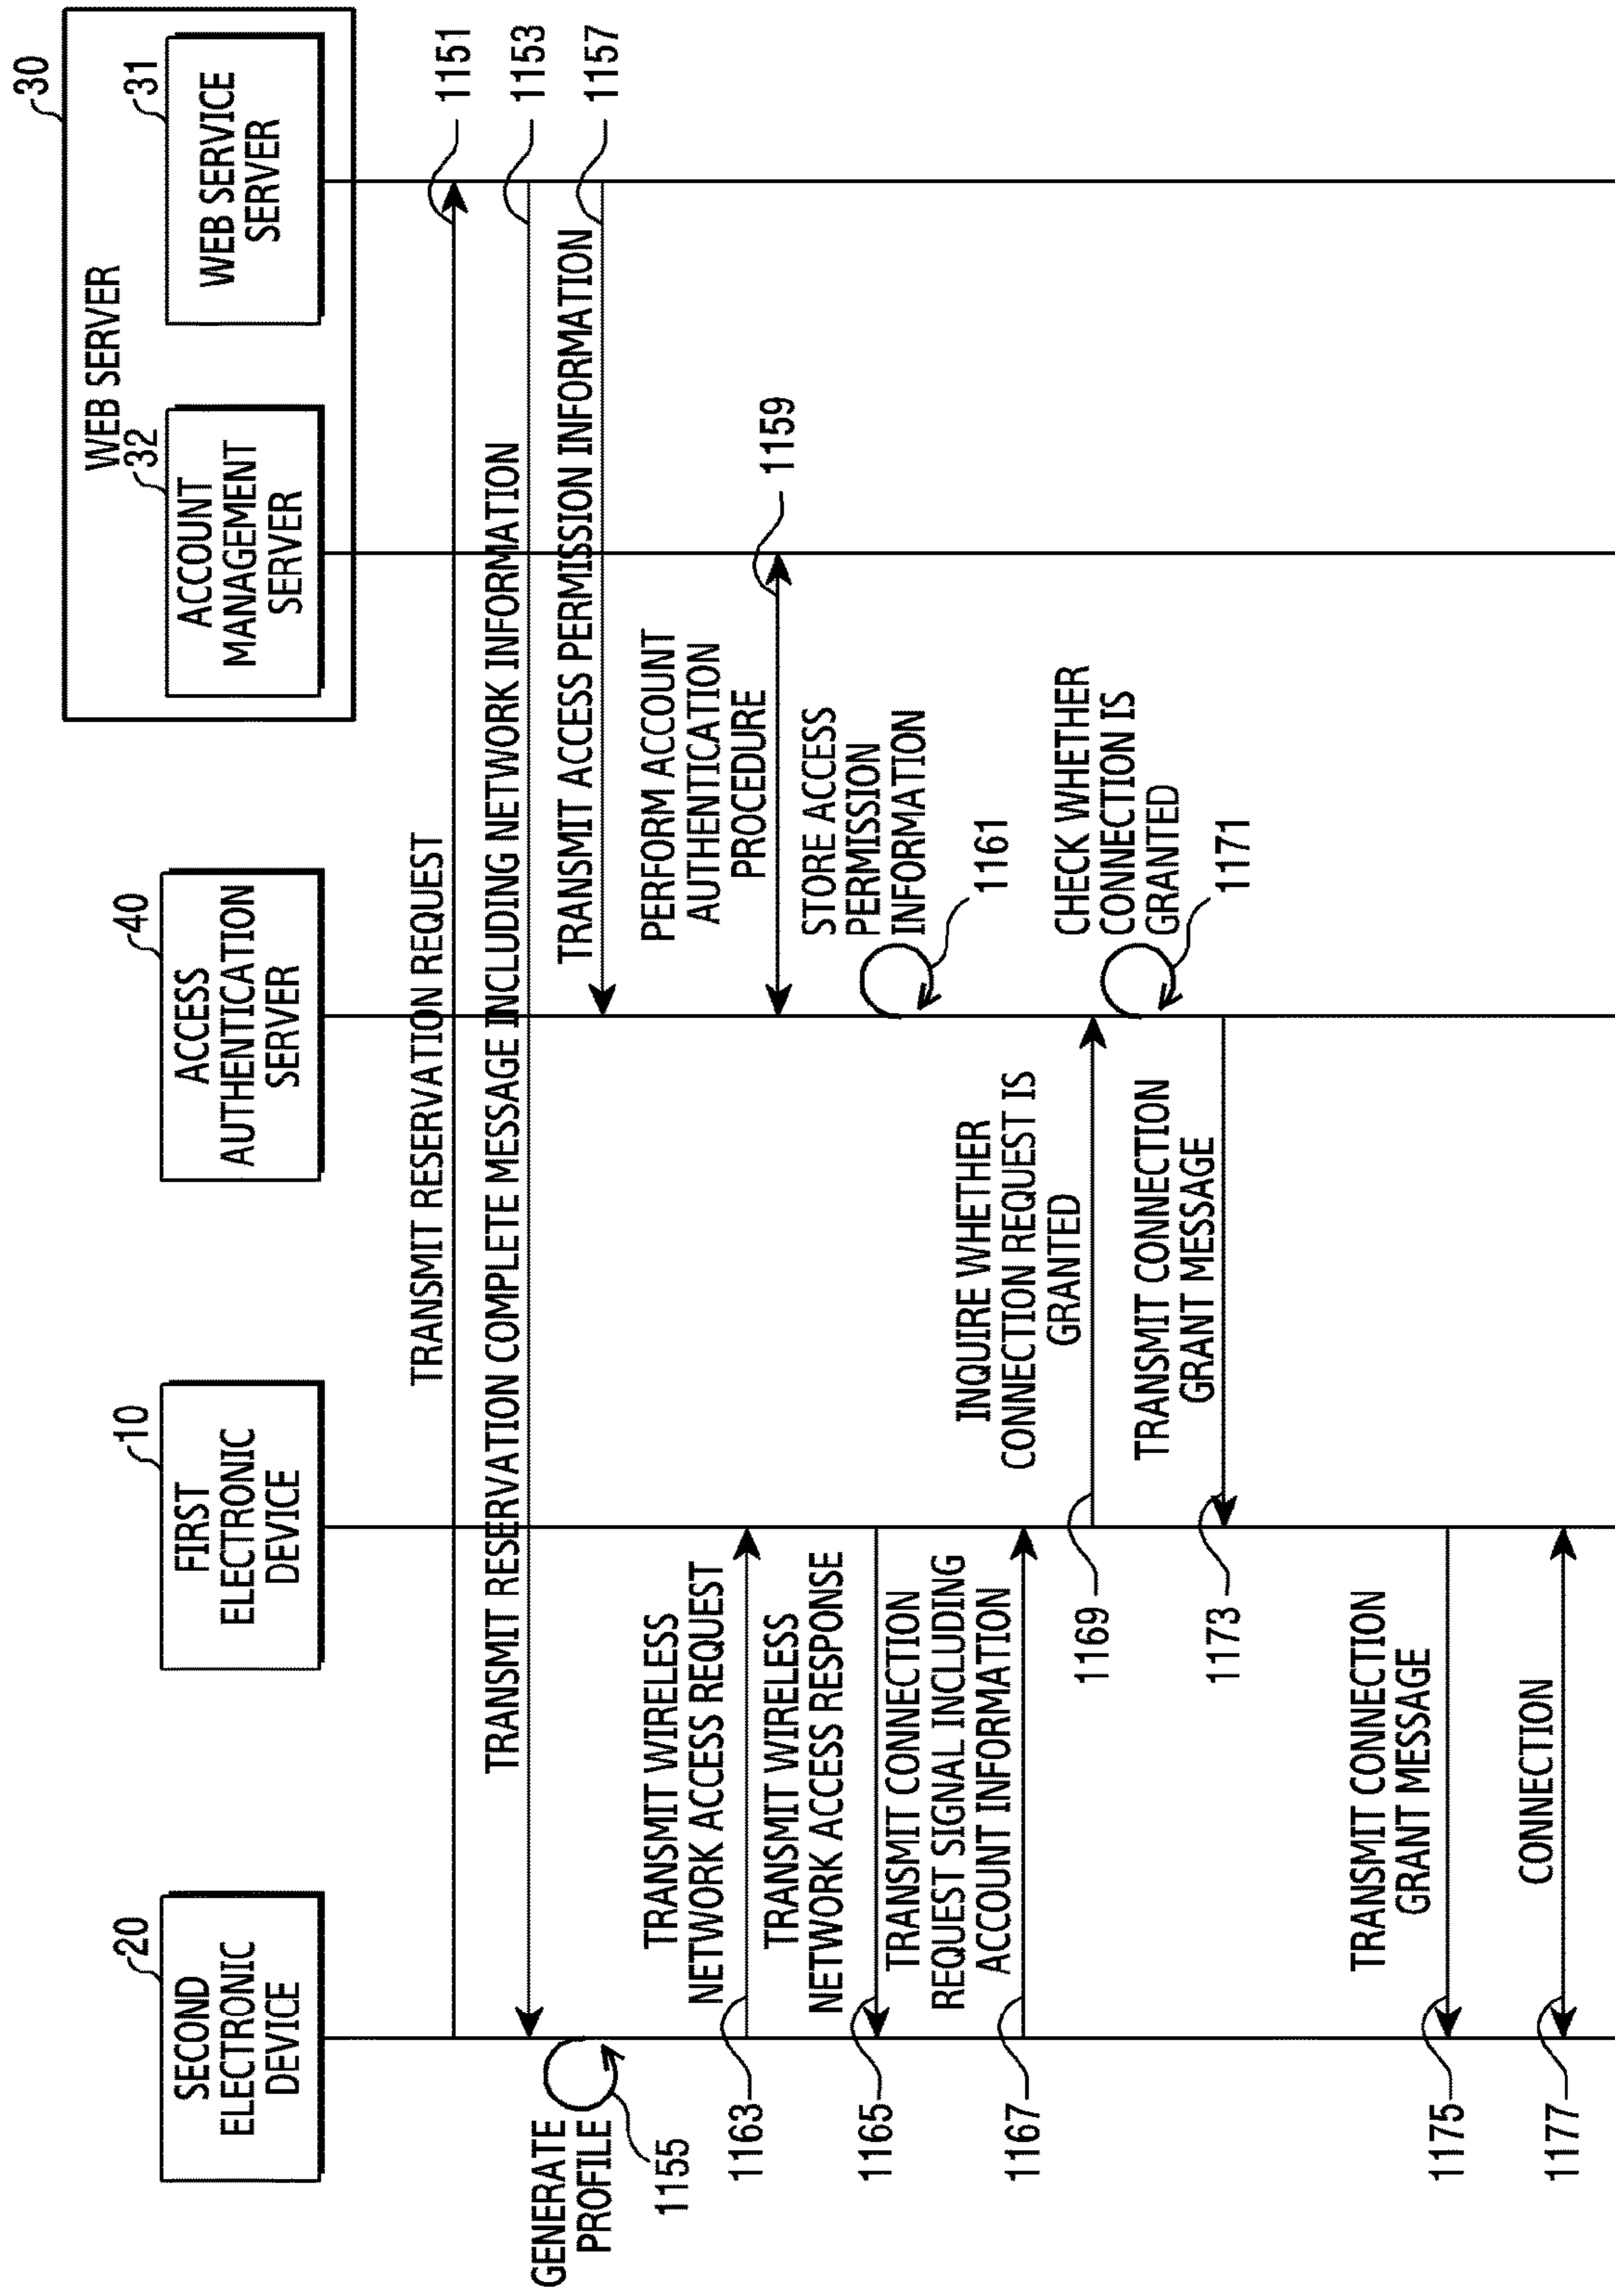 20
SECOND
ELECTRONIC
DEVICE
10
FIRST
ELECTRONIC
DEVICE
40
ACCESS
AUTHENTICATION
SERVER
30
WEB SERVER
32
ACCOUNT
MANAGEMENT
SERVER
31
WEB SERVICE
SERVER
TRANSMIT RESERVATION REQUEST
1151
TRANSMIT RESERVATION COMPLETE MESSAGE INCLUDING NETWORK INFORMATION
1153
GENERATE
PROFILE
1155
TRANSMIT ACCESS PERMISSION INFORMATION
1157
PERFORM ACCOUNT
AUTHENTICATION
PROCEDURE
1159
STORE ACCESS
PERMISSION
INFORMATION
1161
TRANSMIT WIRELESS
NETWORK ACCESS REQUEST
1163
TRANSMIT WIRELESS
NETWORK ACCESS RESPONSE
1165
TRANSMIT CONNECTION
REQUEST SIGNAL INCLUDING
ACCOUNT INFORMATION
1167
INQUIRE WHETHER
CONNECTION REQUEST IS
GRANTED
1169
CHECK WHETHER
CONNECTION IS
GRANTED
1171
TRANSMIT CONNECTION
GRANT MESSAGE
1173
TRANSMIT CONNECTION
GRANT MESSAGE
1175
CONNECTION
1177